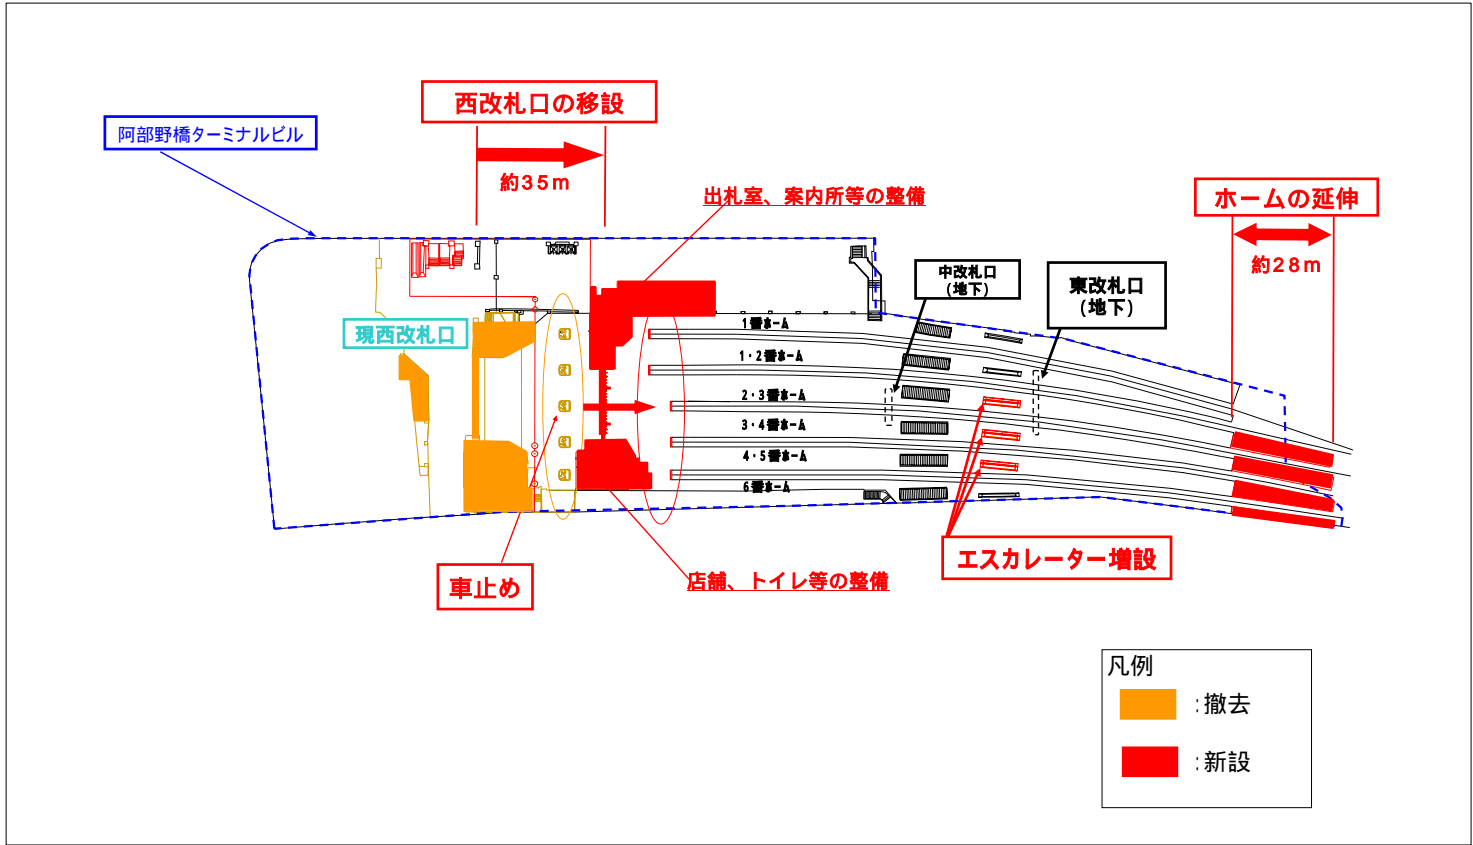 西改札口の移設
阿部野橋ターミナルビル
約35m
出札室、案内所等の整備
ホームの延伸
約28m
中改札口
(地下)
東改札口
(地下)
現西改札口
1番ホーム
1・2番ホーム
2・3番ホーム
3・4番ホーム
4・5番ホーム
6番ホーム
エスカレーター増設
車止め
店舗、トイレ等の整備
凡例
:撤去
:新設